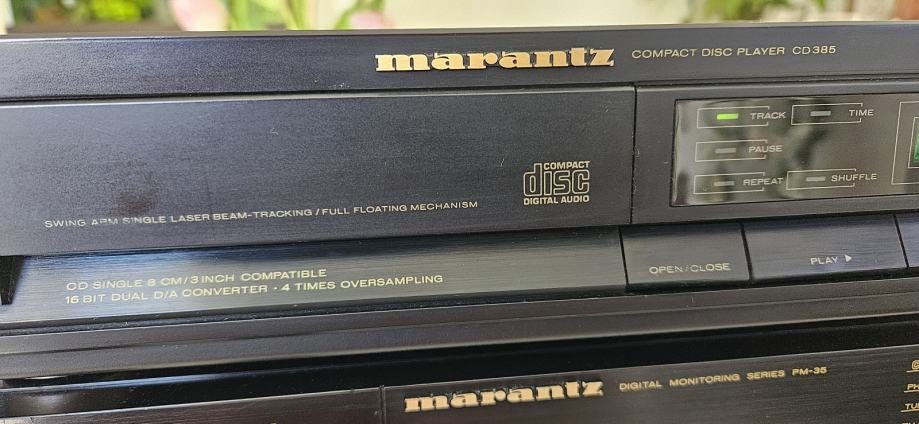 marantz COMPACT DISC PLAYER CD385
TRACK TIME
PAUSE
REPEAT SHUFFLE
COMPACT
disc
DIGITAL AUDIO
SWING ARM SINGLE LASER BEAM-TRACKING / FULL FLOATING MECHANISM
CD SINGLE 8 CM/3 INCH COMPATIBLE
16 BIT DUAL D/A CONVERTER · 4 TIMES OVERSAMPLING
OPEN/CLOSE
PLAY
marantz DIGITAL MONITORING SERIES PM-35